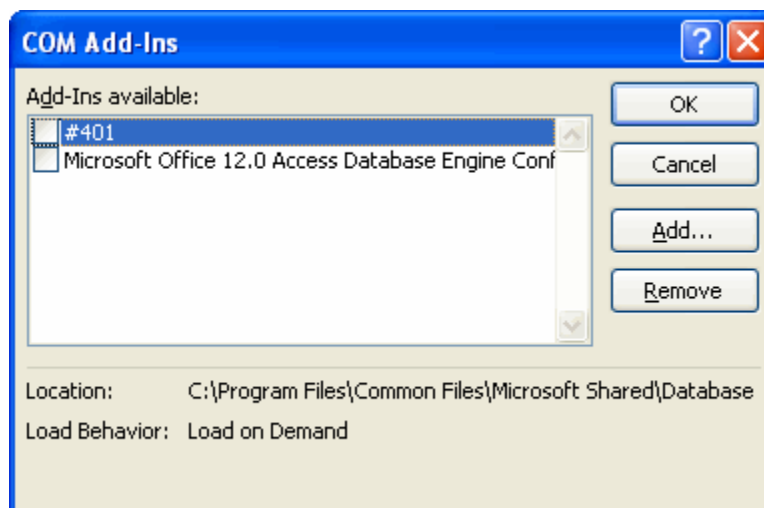 COM Add-Ins
Add-Ins available:
OK
#401
Microsoft Office 12.0 Access Database Engine Conf
Cancel
Add...
Remove
Location: C:\Program Files\Common Files\Microsoft Shared\Database
Load Behavior: Load on Demand